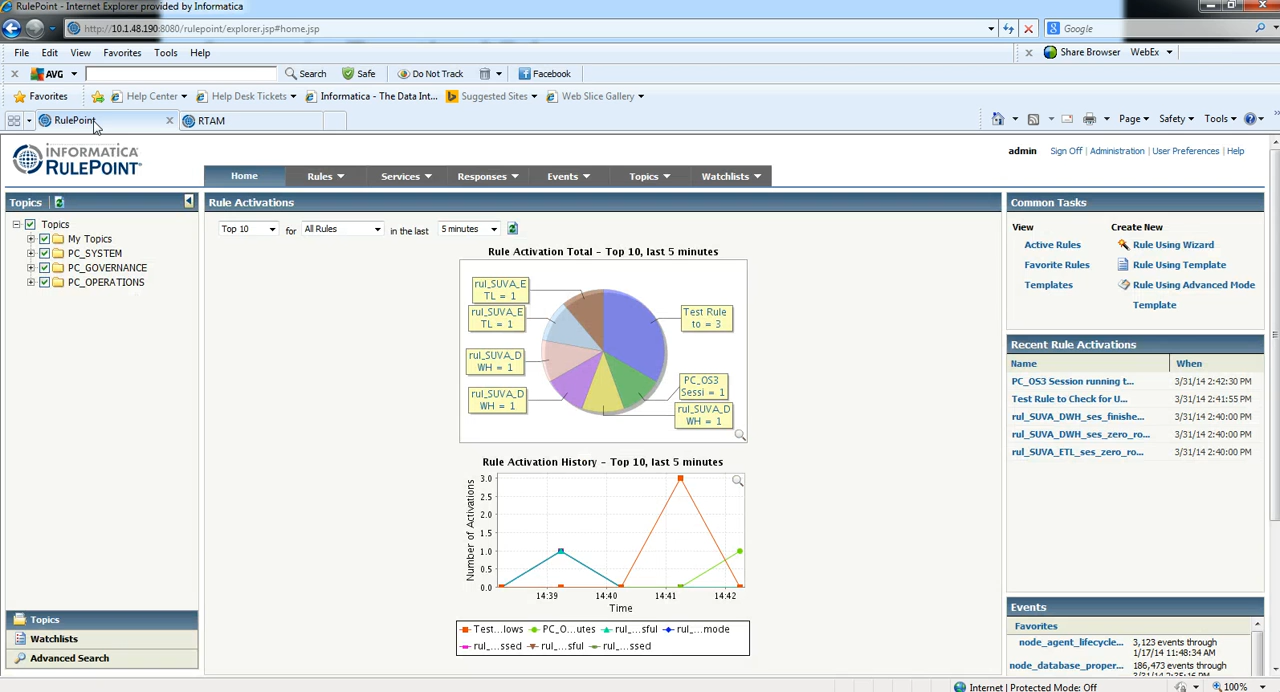 RulePoint - Internet Explorer provided by Informatica
http://10.1.48.190:8080/rulepoint/explorer.jsp#home.jsp
Google
File Edit View Favorites Tools Help
Share Browser WebEx
AVG Search Safe Do Not Track Facebook
Favorites Help Center Help Desk Tickets Informatica - The Data Int... Suggested Sites Web Slice Gallery
RulePoint RTAM
Page Safety Tools
INFORMATICA
RULEPOINT
admin Sign Off | Administration | User Preferences | Help
Home Rules Services Responses Events Topics Watchlists
Topics
Topics
My Topics
PC_SYSTEM
PC_GOVERNANCE
PC_OPERATIONS
Topics
Watchlists
Advanced Search
Rule Activations
Top 10 for All Rules in the last 5 minutes
Rule Activation Total - Top 10, last 5 minutes
rul_SUVA_E
TL = 1
rul_SUVA_E
TL = 1
rul_SUVA_D
WH = 1
rul_SUVA_D
WH = 1
Test Rule
to = 3
PC_OS3
Sessi = 1
rul_SUVA_D
WH = 1
Rule Activation History - Top 10, last 5 minutes
Number of Activations
3.0
2.5
2.0
1.5
1.0
0.5
0.0
14:39 14:40 14:41 14:42
Time
Test...lows PC_O...utes rul_...sful rul_...mode
rul_...ssed rul_...sful rul_...ssed
Common Tasks
View Create New
Active Rules Rule Using Wizard
Favorite Rules Rule Using Template
Templates Rule Using Advanced Mode
Template
Recent Rule Activations
Name When
PC_OS3 Session running t... 3/31/14 2:42:30 PM
Test Rule to Check for U... 3/31/14 2:41:55 PM
rul_SUVA_DWH_ses_finishe... 3/31/14 2:40:00 PM
rul_SUVA_DWH_ses_zero_ro... 3/31/14 2:40:00 PM
rul_SUVA_ETL_ses_zero_ro... 3/31/14 2:40:00 PM
Events
Favorites
node_agent_lifecycle... 3,123 events through
1/17/14 11:48:34 AM
node_database_proper... 186,473 events through
Internet | Protected Mode: Off
100%